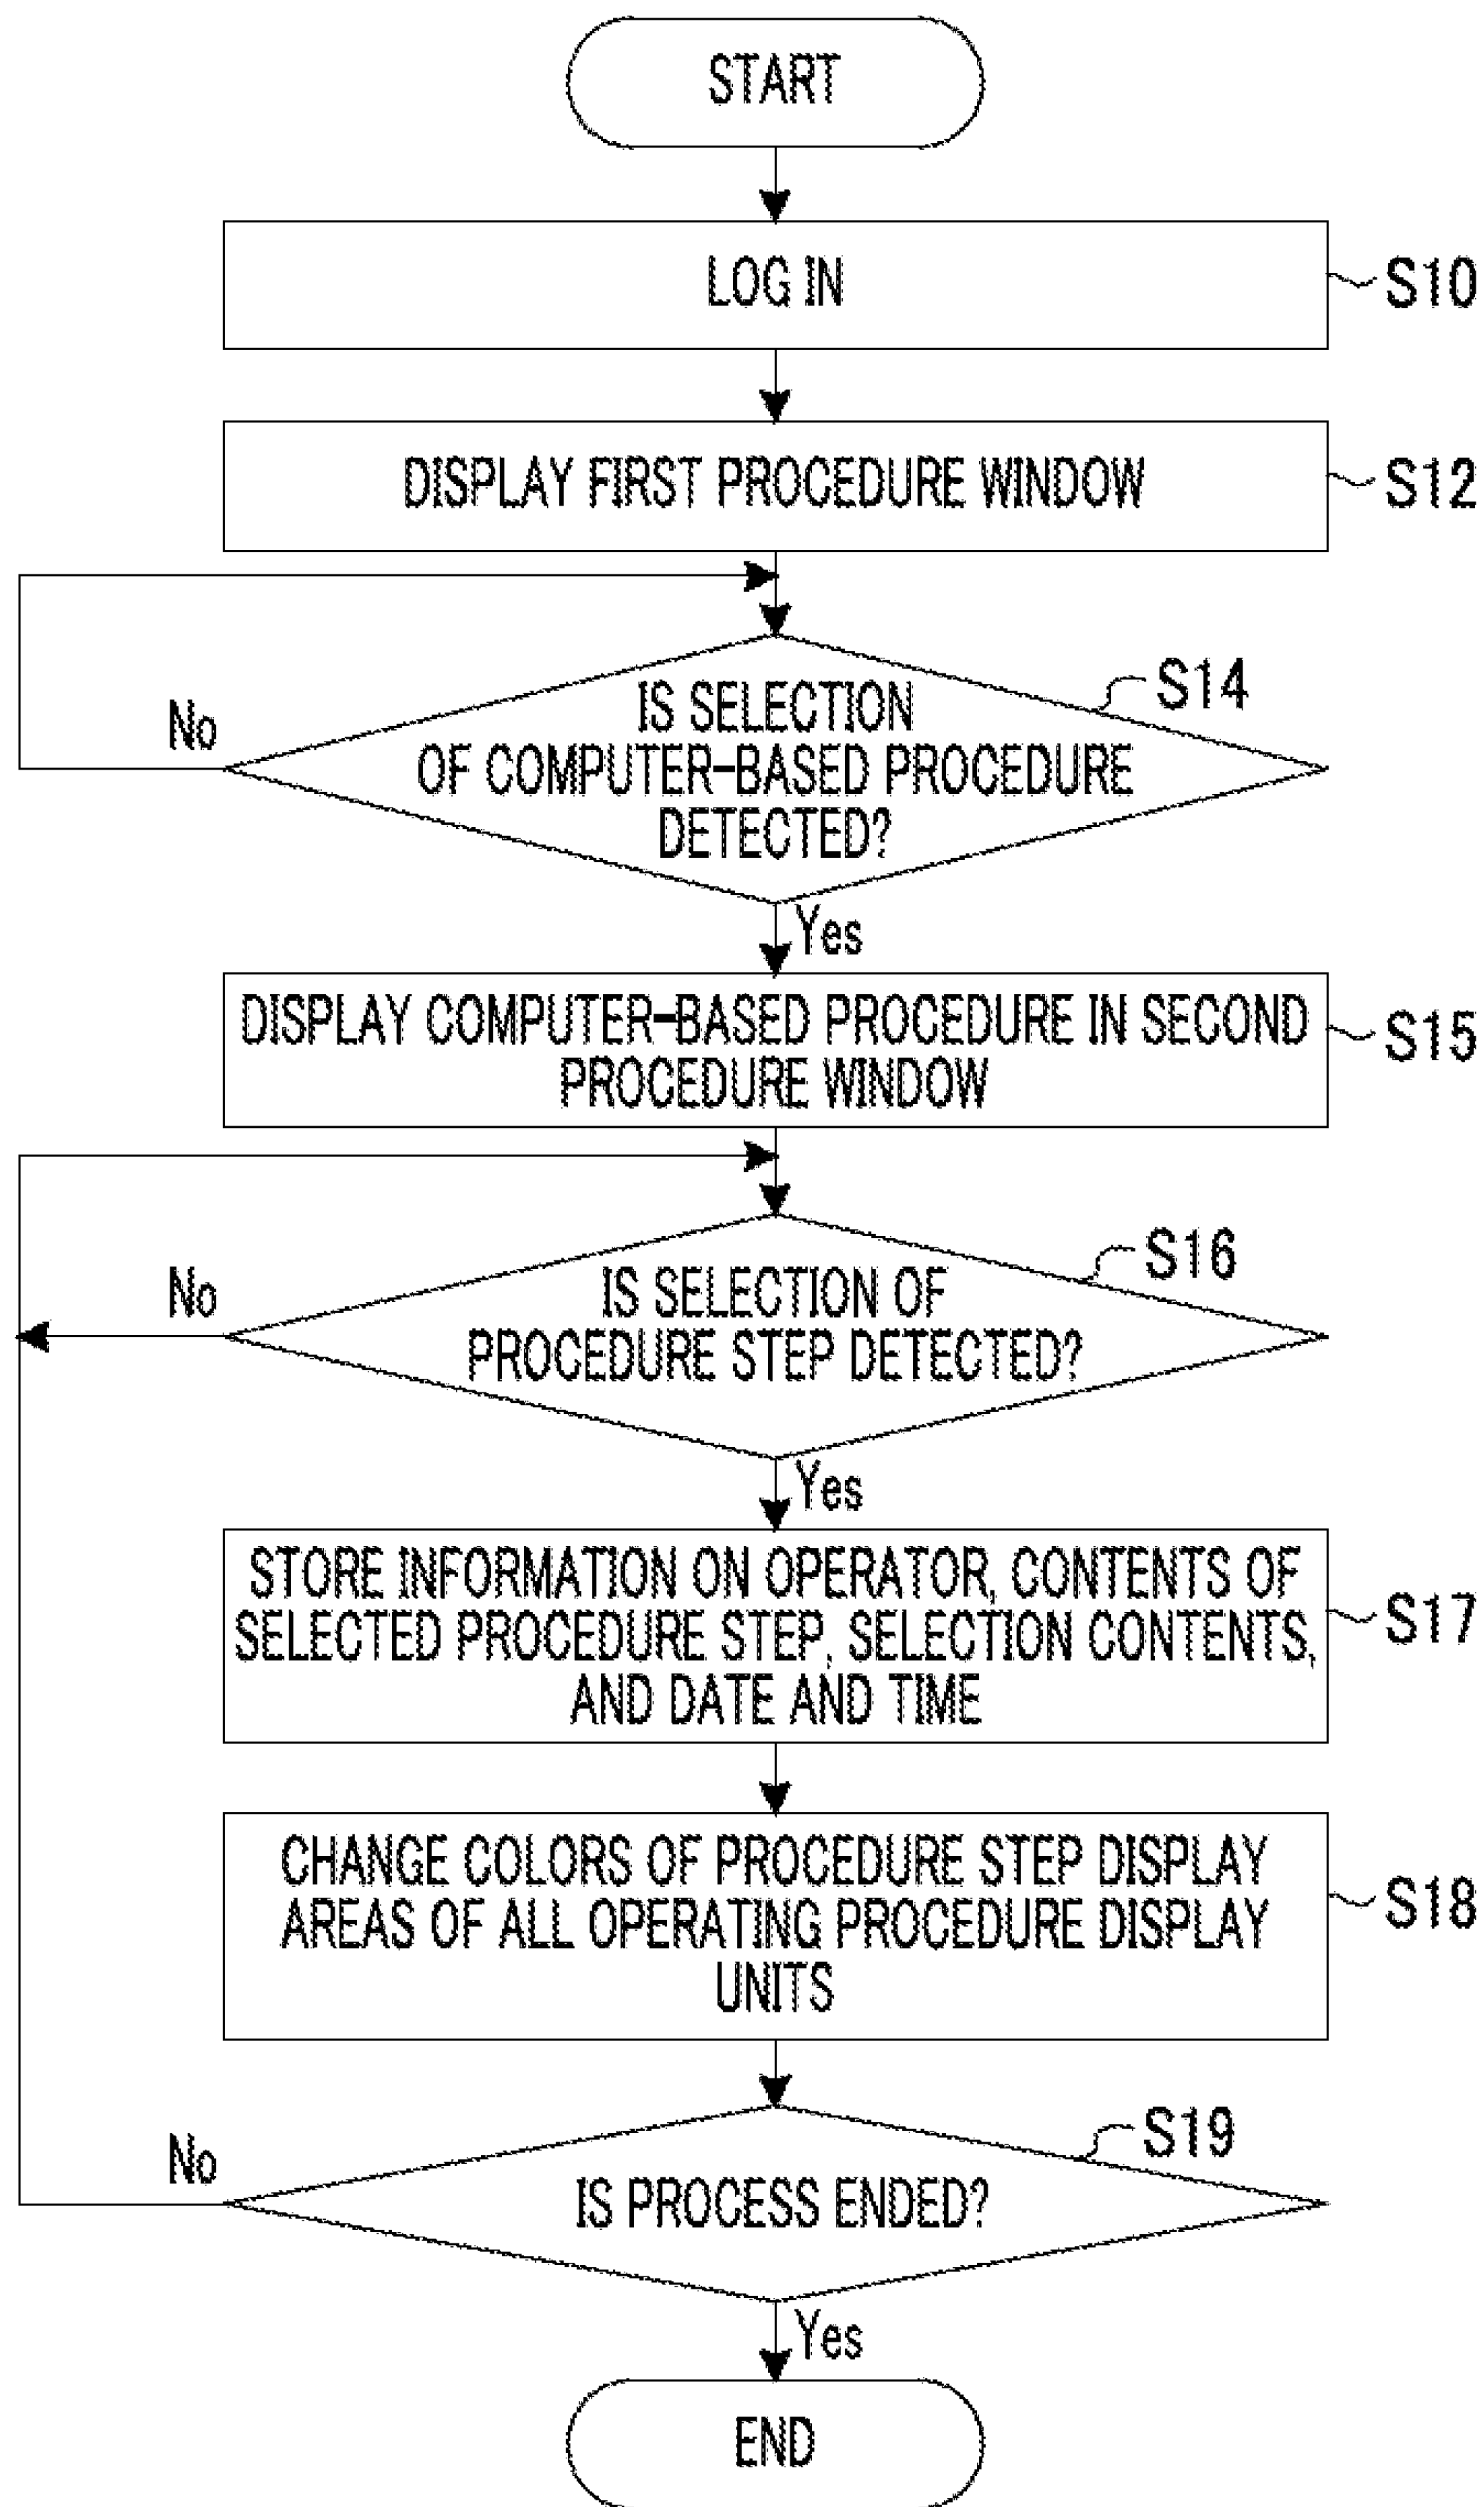 START
LOG IN
S10
DISPLAY FIRST PROCEDURE WINDOW
S12
S14
No
IS SELECTION
OF COMPUTER-BASED PROCEDURE
DETECTED?
Yes
DISPLAY COMPUTER-BASED PROCEDURE IN SECOND
PROCEDURE WINDOW
S15
S16
No
IS SELECTION OF
PROCEDURE STEP DETECTED?
Yes
STORE INFORMATION ON OPERATOR, CONTENTS OF
SELECTED PROCEDURE STEP, SELECTION CONTENTS,
AND DATE AND TIME
S17
CHANGE COLORS OF PROCEDURE STEP DISPLAY
AREAS OF ALL OPERATING PROCEDURE DISPLAY
UNITS
S18
S19
No
IS PROCESS ENDED?
Yes
END